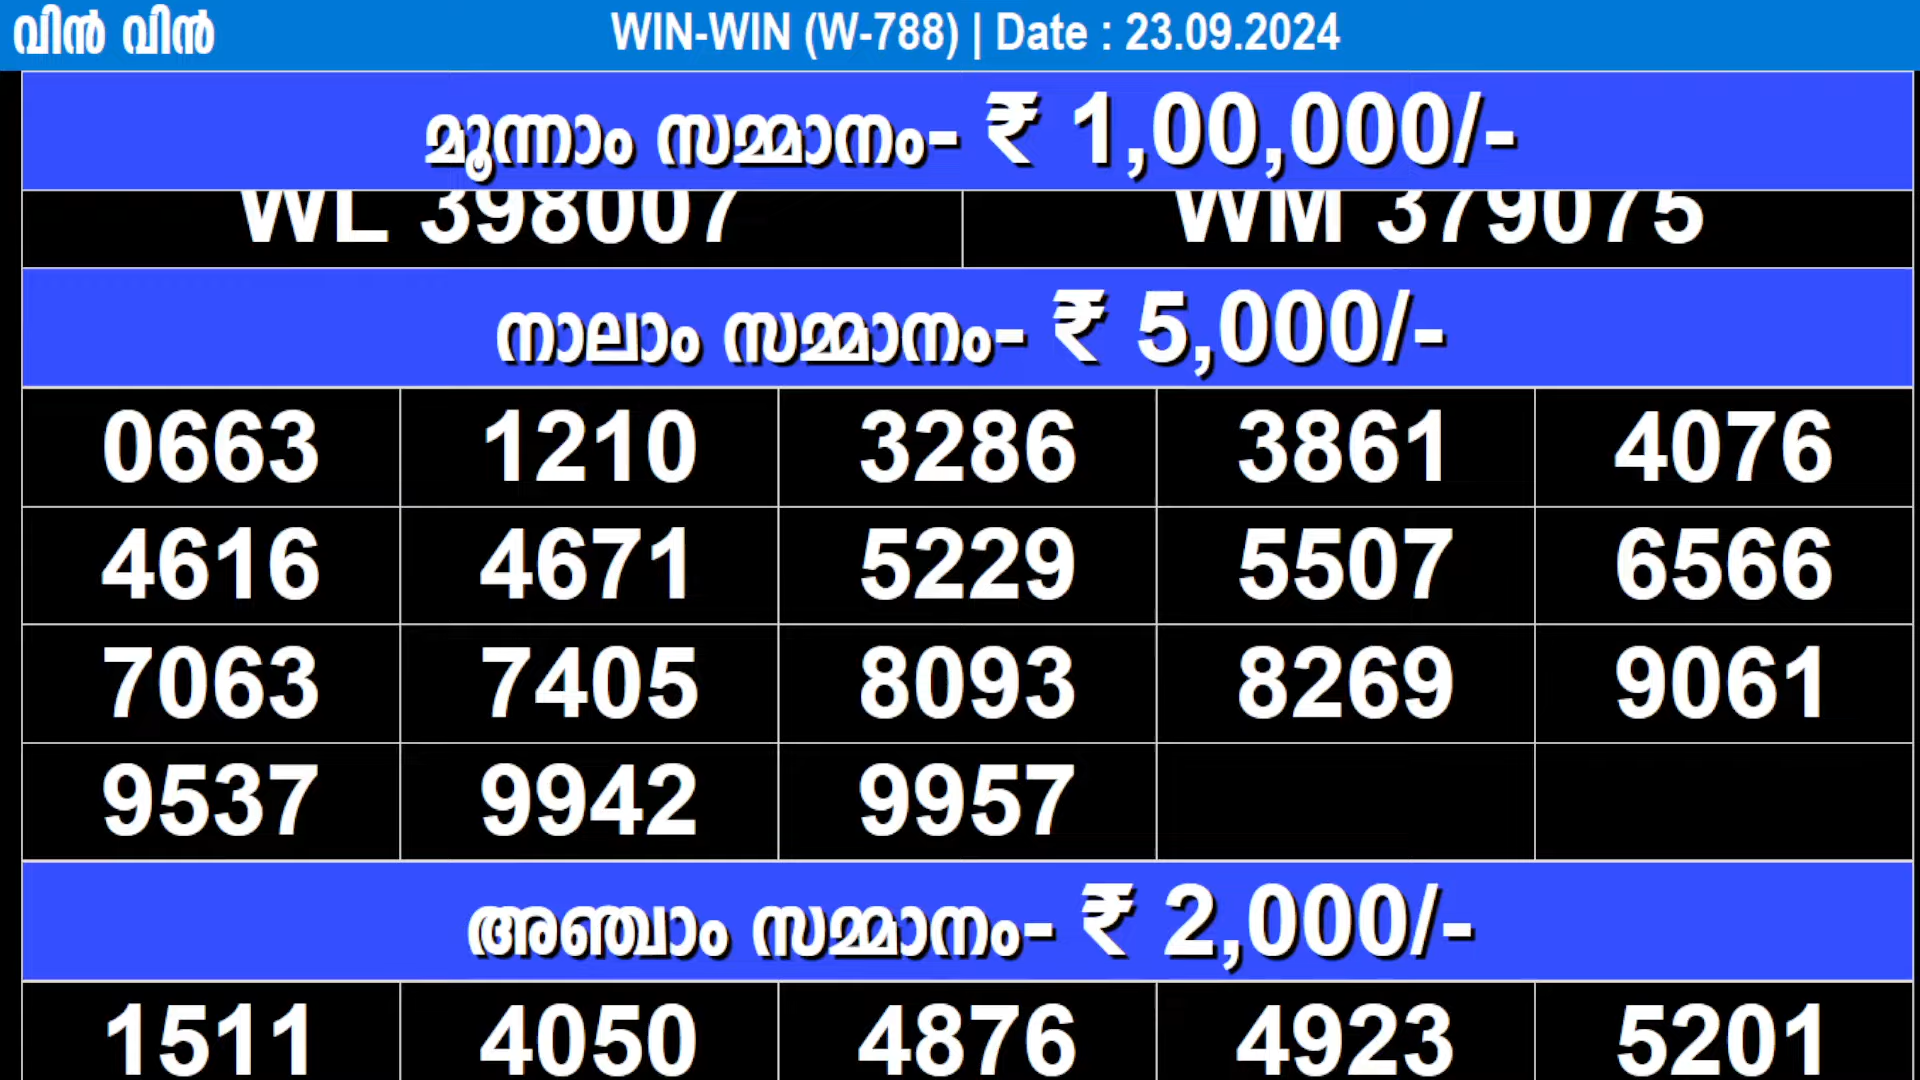 വിൻ വിൻ WIN-WIN (W-788) | Date : 23.09.2024
മൂന്നാം സമ്മാനം- ₹ 1,00,000/-
WL 398007 WM 379075
നാലാം സമ്മാനം- ₹ 5,000/-
0663 1210 3286 3861 4076
4616 4671 5229 5507 6566
7063 7405 8093 8269 9061
9537 9942 9957
അഞ്ചാം സമ്മാനം- ₹ 2,000/-
1511 4050 4876 4923 5201